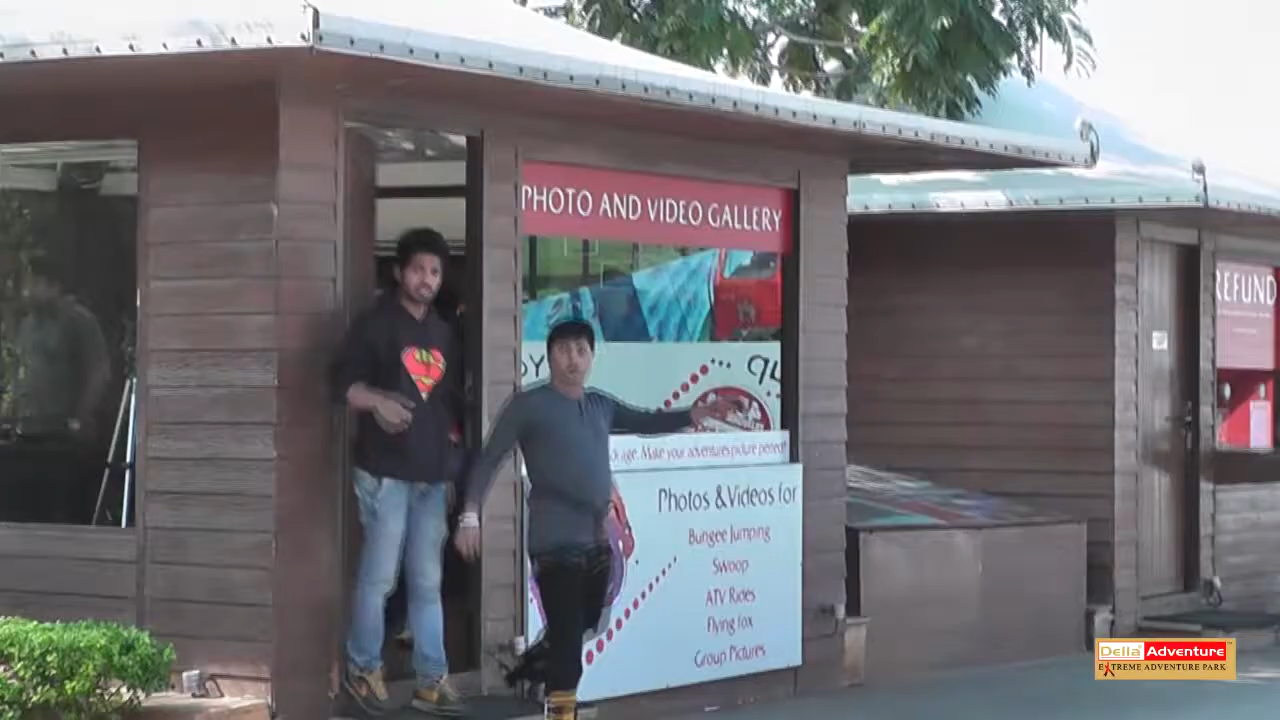 PHOTO AND VIDEO GALLERY
REFUND
Make your adventures picture perfect!
Photos & Videos for
Bungee Jumping
Swoop
ATV Rides
Flying fox
Group Pictures
Della Adventure
EXTREME ADVENTURE PARK